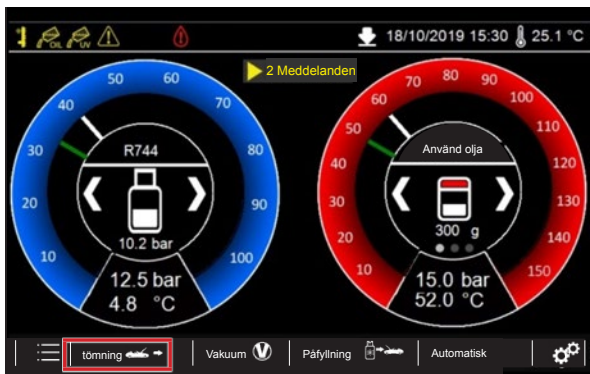 OIL UV 18/10/2019 15:30 25.1 °C
2 Meddelanden
10 20 30 40 50 60 70 80 90 100
R744
10.2 bar
12.5 bar
4.8 °C
10 20 30 40 50 60 70 80 90 100 110 120 130 140 150
Använd olja
300 g
15.0 bar
52.0 °C
tömning Vakuum V Påfyllning Automatisk